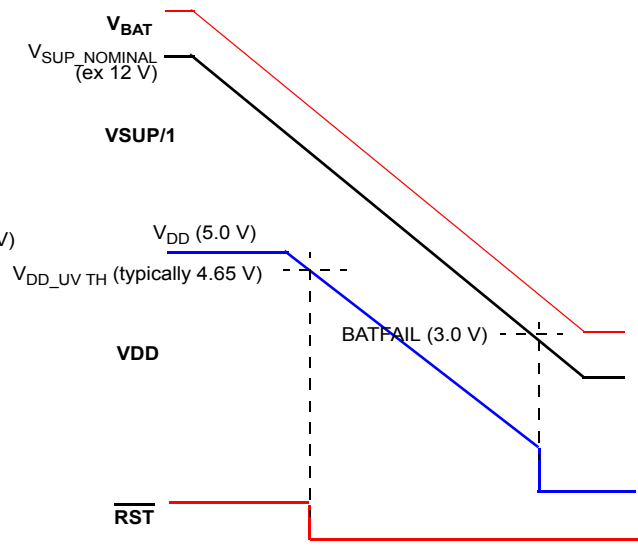 VBAT
VSUP_NOMINAL
(ex 12 V)
VSUP/1
V)
VDD (5.0 V)
VDD_UV TH (typically 4.65 V)
BATFAIL (3.0 V)
VDD
RST